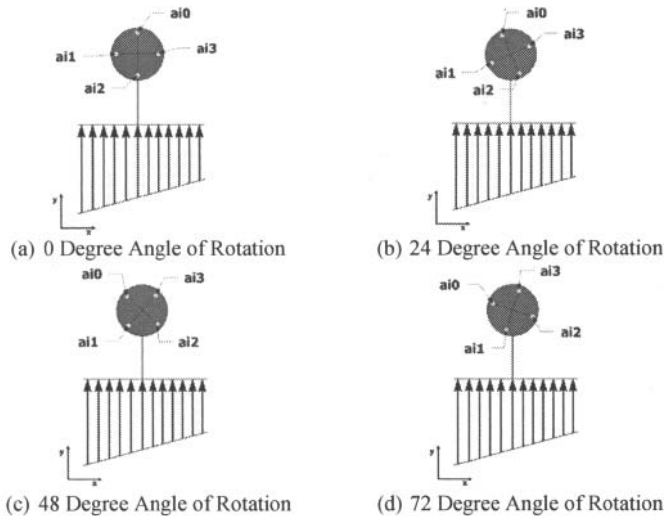 ai0
ai1
ai3
ai2
y
x
(a) 0 Degree Angle of Rotation
ai0
ai3
ai1
ai2
y
x
(b) 24 Degree Angle of Rotation
ai0
ai3
ai1
ai2
y
x
(c) 48 Degree Angle of Rotation
ai3
ai0
ai2
ai1
y
x
(d) 72 Degree Angle of Rotation